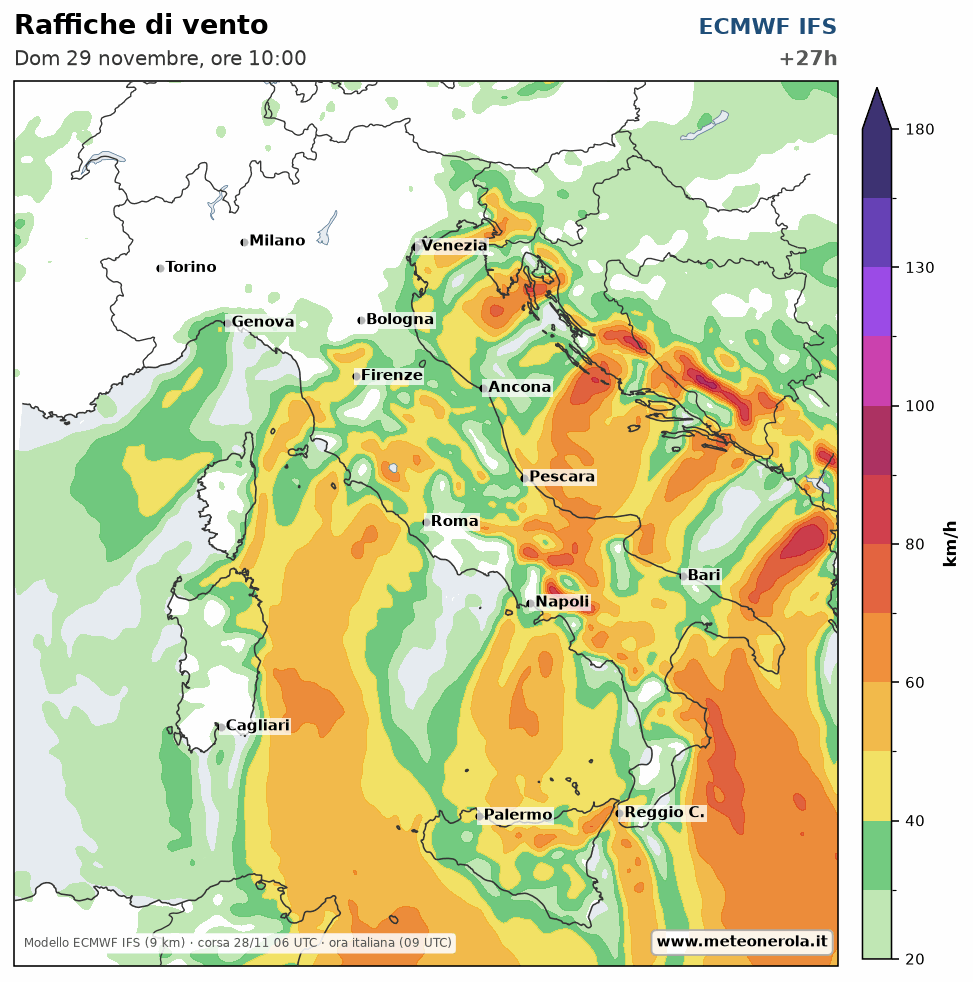 Raffiche di vento
ECMWF IFS
Dom 29 novembre, ore 10:00
+27h
180
130
100
80
60
40
20
km/h
Milano
Venezia
Torino
Genova
Bologna
Firenze
Ancona
Pescara
Roma
Bari
Napoli
Cagliari
Palermo
Reggio C.
Modello ECMWF IFS (9 km) · corsa 28/11 06 UTC · ora italiana (09 UTC)
www.meteonerola.it